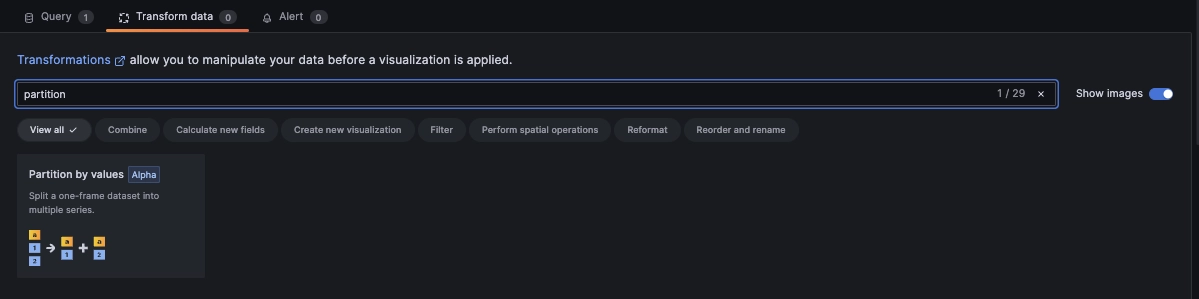 Query 1 Transform data 0 Alert 0
Transformations allow you to manipulate your data before a visualization is applied.
partition 1 / 29 × Show images
View all Combine Calculate new fields Create new visualization Filter Perform spatial operations Reformat Reorder and rename
Partition by values Alpha
Split a one-frame dataset into
multiple series.
a
1
2
a
1
a
2